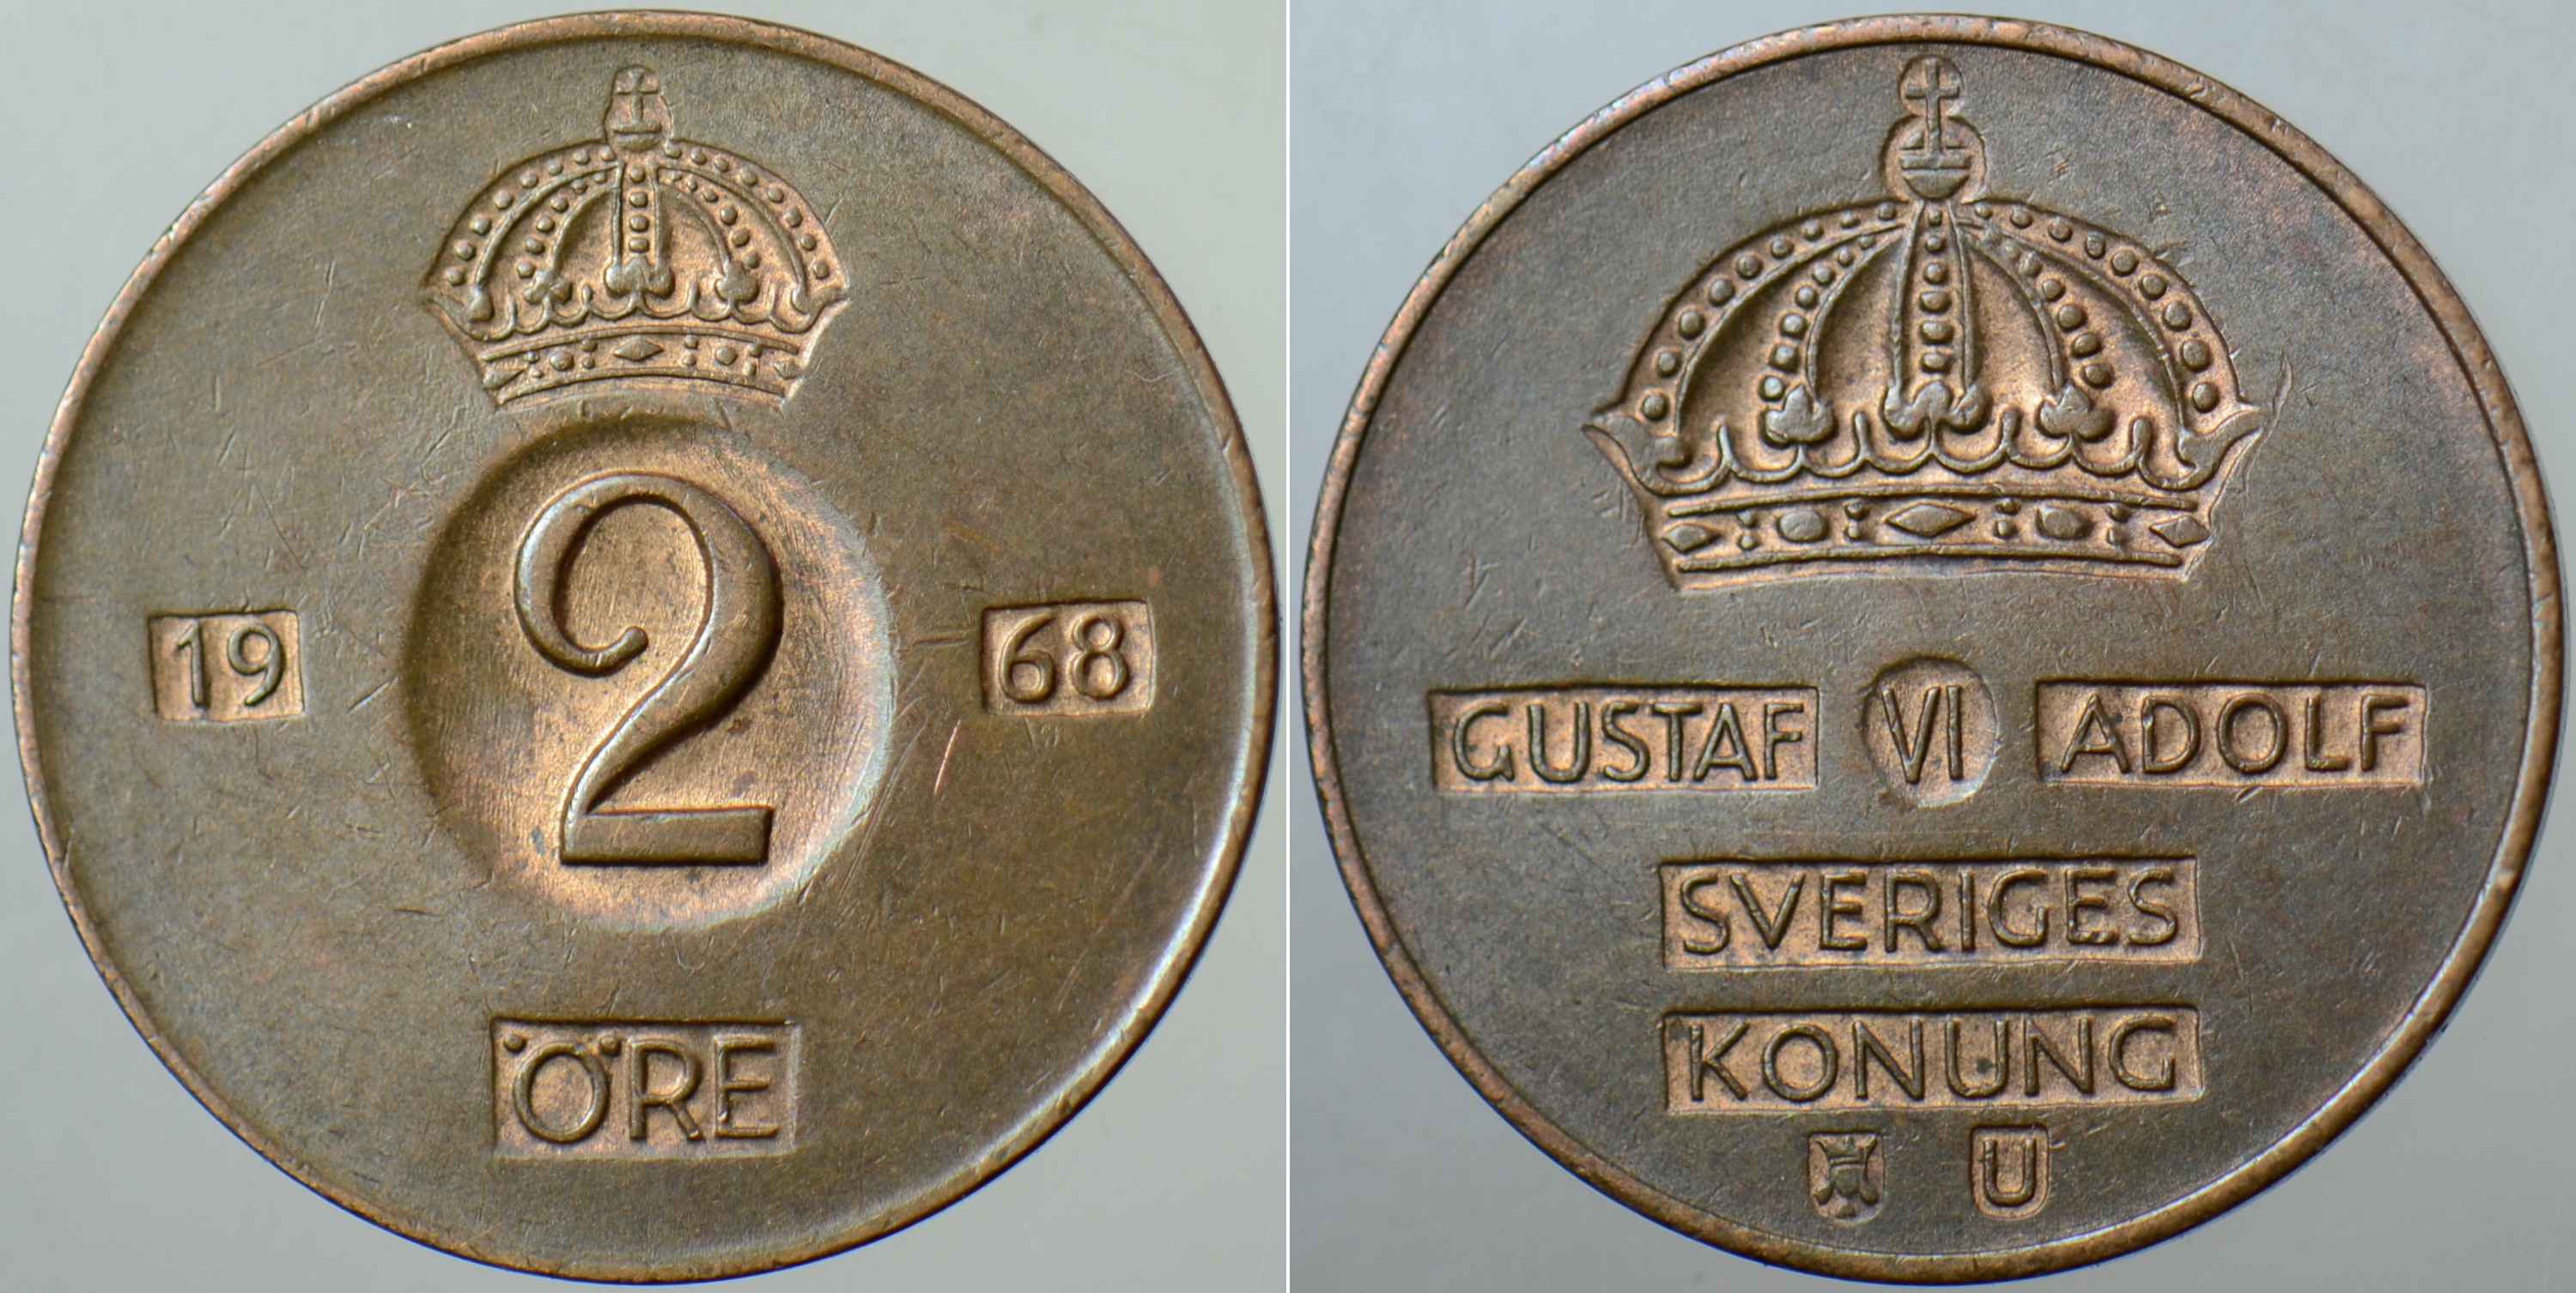 2
19 68
ÖRE
GUSTAF VI ADOLF
SVERIGES
KONUNG
U